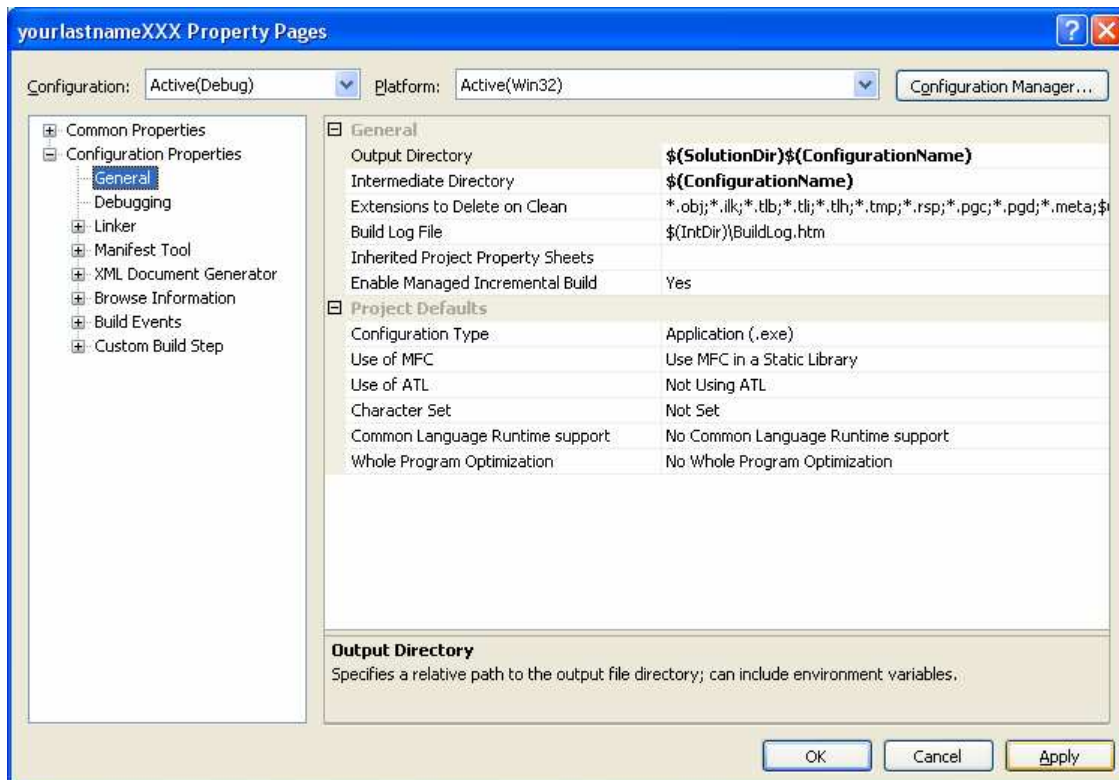 yourlastnameXXX Property Pages
Configuration: Active(Debug) Platform: Active(Win32) Configuration Manager...
Common Properties
Configuration Properties
General
Debugging
Linker
Manifest Tool
XML Document Generator
Browse Information
Build Events
Custom Build Step
General
Output Directory $(SolutionDir)$(ConfigurationName)
Intermediate Directory $(ConfigurationName)
Extensions to Delete on Clean *.obj;*.ilk;*.tlb;*.tli;*.tlh;*.tmp;*.rsp;*.pgc;*.pgd;*.meta;$(
Build Log File $(IntDir)\BuildLog.htm
Inherited Project Property Sheets
Enable Managed Incremental Build Yes
Project Defaults
Configuration Type Application (.exe)
Use of MFC Use MFC in a Static Library
Use of ATL Not Using ATL
Character Set Not Set
Common Language Runtime support No Common Language Runtime support
Whole Program Optimization No Whole Program Optimization
Output Directory
Specifies a relative path to the output file directory; can include environment variables.
OK Cancel Apply